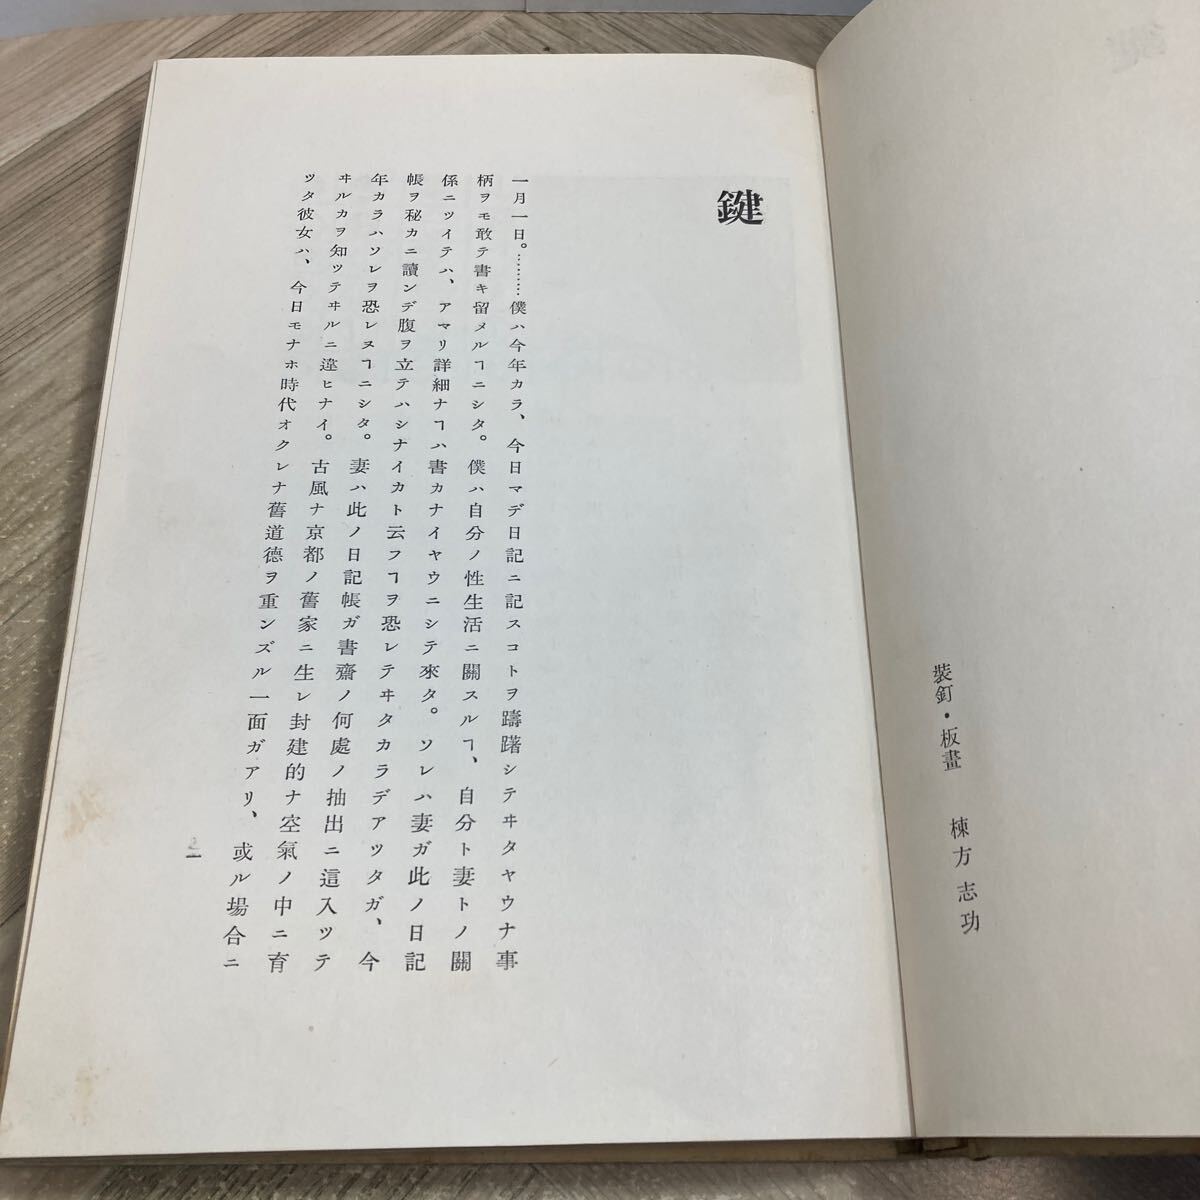 裝釘・板畫　棟方志功
鍵
一月一日。………僕ハ今年カラ、今日マデ日記ニ記スコトヲ躊躇シテヰタヤウナ事
柄ヲモ敢テ書キ留メルヿニシタ。僕ハ自分ノ性生活ニ關スルヿ、自分ト妻トノ關
係ニツイテハ、アマリ詳細ナヿハ書カナイヤウニシテ來タ。ソレハ妻ガ此ノ日記
帳ヲ秘カニ讀ンデ腹ヲ立テハシナイカト云フヿヲ恐レテヰタカラデアツタガ、今
年カラハソレヲ恐レヌヿニシタ。妻ハ此ノ日記帳ガ書齋ノ何處ノ抽出ニ這入ツテ
ヰルカヲ知ツテヰルニ違ヒナイ。古風ナ京都ノ舊家ニ生レ封建的ナ空氣ノ中ニ育
ツタ彼女ハ、今日モナホ時代オクレナ舊道德ヲ重ンズル一面ガアリ、或ル場合ニ
一